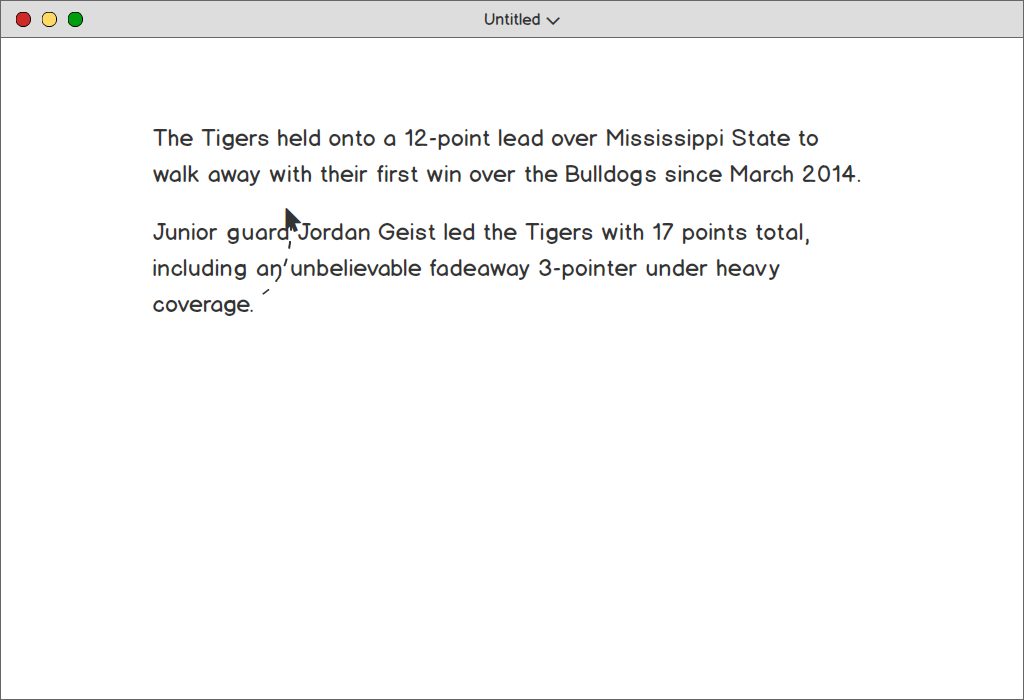 Untitled
The Tigers held onto a 12-point lead over Mississippi State to
walk away with their first win over the Bulldogs since March 2014.
Junior guard Jordan Geist led the Tigers with 17 points total,
including an unbelievable fadeaway 3-pointer under heavy
coverage.